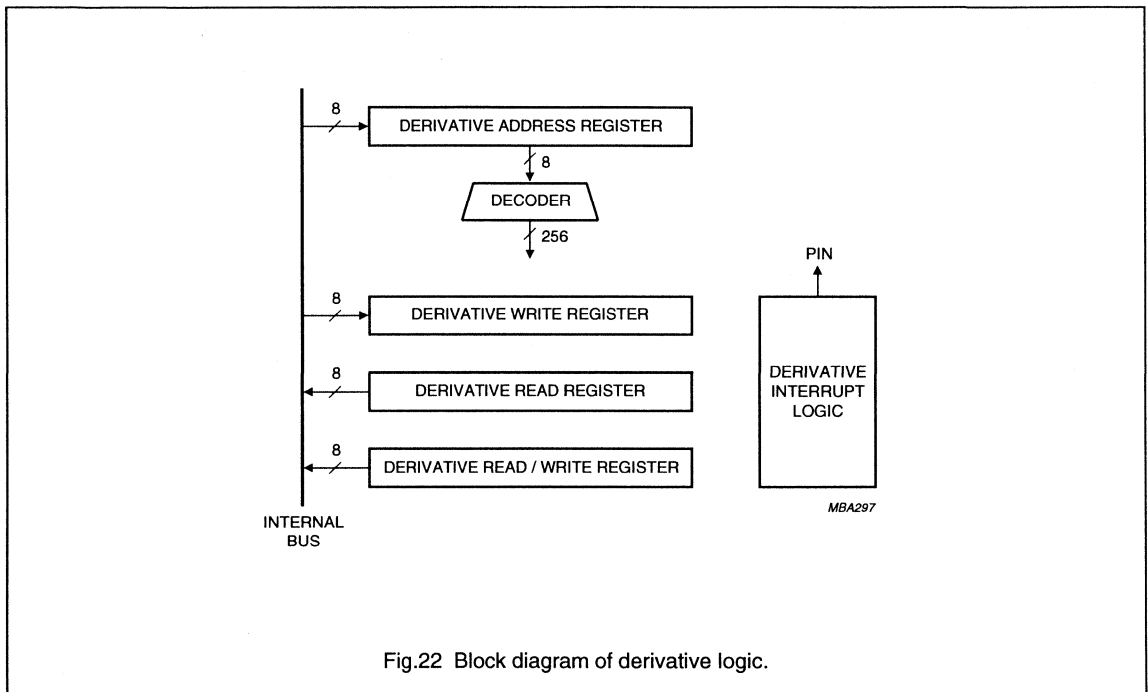 8
DERIVATIVE ADDRESS REGISTER
8
DECODER
256
PIN
8
DERIVATIVE WRITE REGISTER
8
DERIVATIVE READ REGISTER
DERIVATIVE
INTERRUPT
LOGIC
8
DERIVATIVE READ / WRITE REGISTER
MBA297
INTERNAL
BUS
Fig.22 Block diagram of derivative logic.